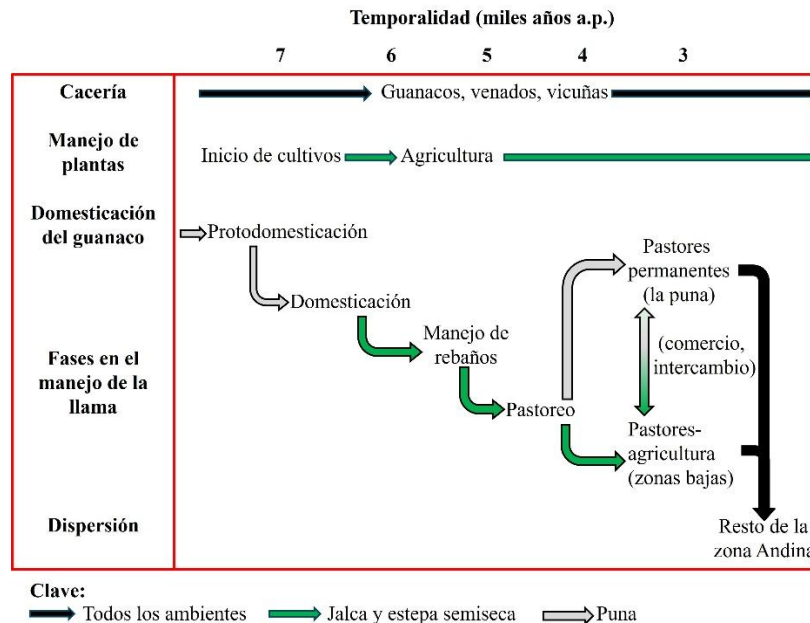 Temporalidad (miles años a.p.)
7 6 5 4 3
Cacería
Guanacos, venados, vicuñas
Manejo de
plantas
Inicio de cultivos
Agricultura
Domesticación
del guanaco
Protodomesticación
Pastores
permanentes
(la puna)
Domesticación
Fases en el
manejo de la
llama
Manejo de
rebaños
(comercio,
intercambio)
Pastoreo
Pastores-
agricultura
(zonas bajas)
Dispersión
Resto de la
zona Andina
Clave:
Todos los ambientes
Jalca y estepa semiseca
Puna